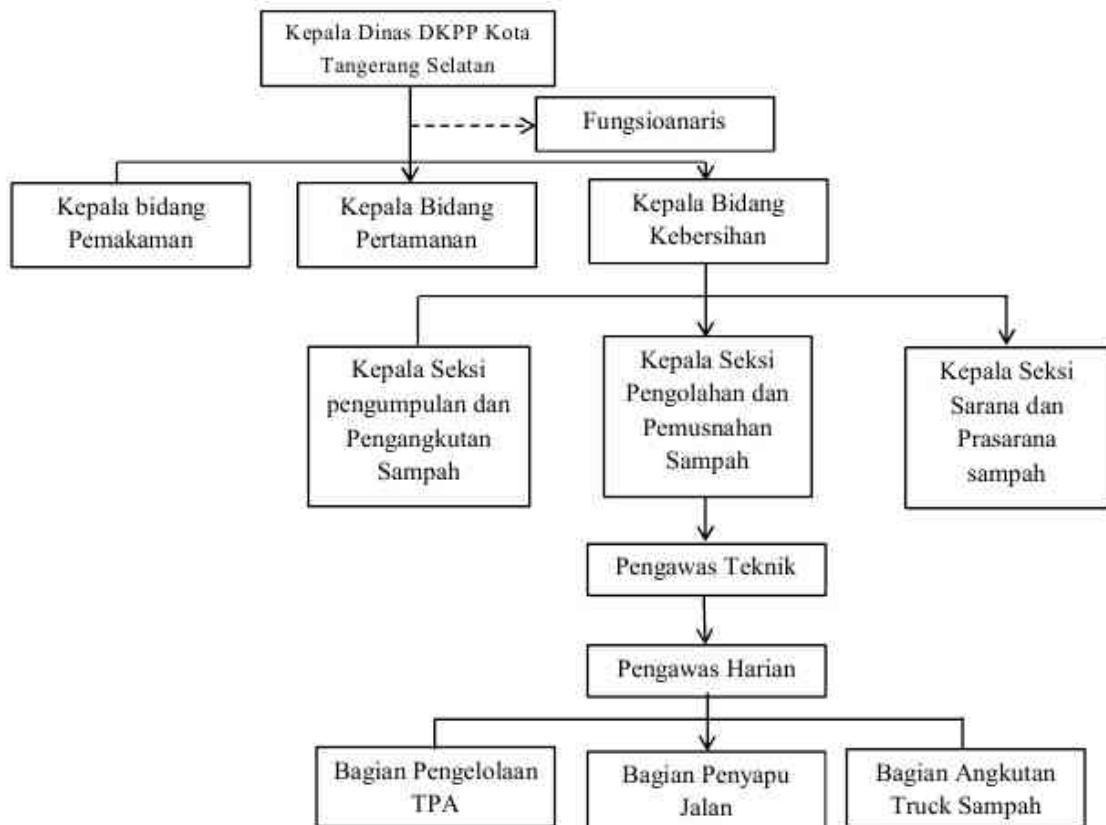 Kepala Dinas DKPP Kota
Tangerang Selatan
Fungsioanaris
Kepala bidang
Pemakaman
Kepala Bidang
Pertamanan
Kepala Bidang
Kebersihan
Kepala Seksi
pengumpulan dan
Pengangkutan
Sampah
Kepala Seksi
Pengolahan dan
Pemusnahan
Sampah
Kepala Seksi
Sarana dan
Prasarana
sampah
Pengawas Teknik
Pengawas Harian
Bagian Pengelolaan
TPA
Bagian Penyapu
Jalan
Bagian Angkutan
Truck Sampah